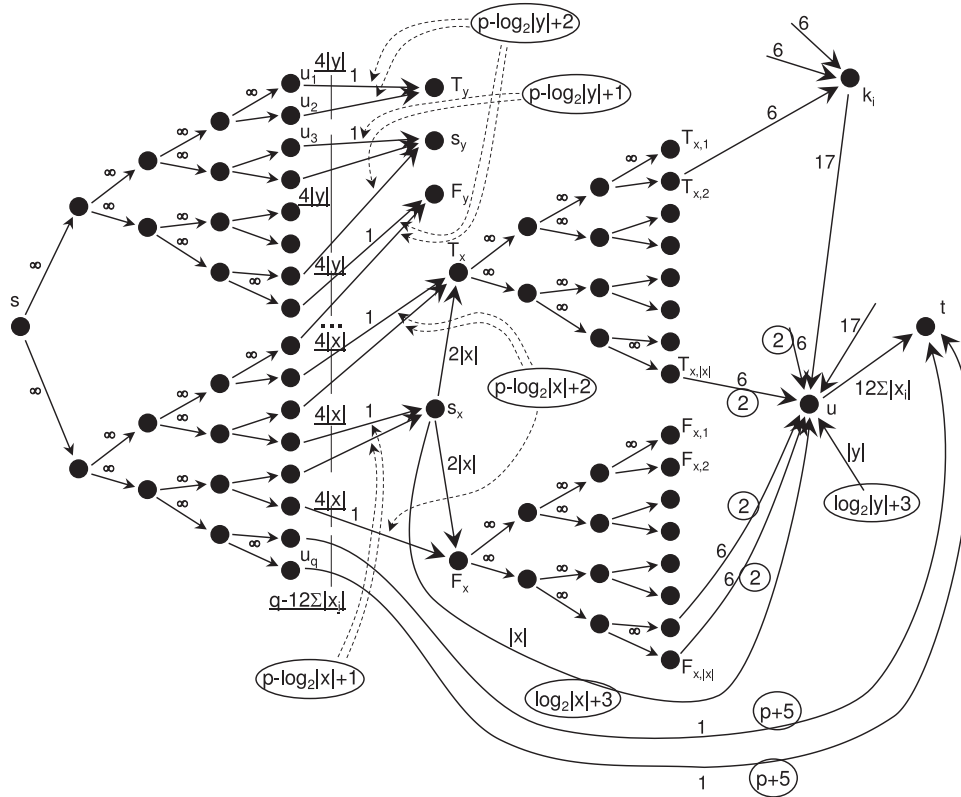 p-log₂|y|+2
6
6
4|y|
u₁
1
T_y
k_i
∞
∞
u₂
p-log₂|y|+1
∞
6
∞
u₃
1
s_y
T_x,1
∞
∞
∞
17
∞
T_x,2
4|y|
F_y
∞
∞
∞
1
∞
∞
T_x
∞
∞
4|y|
∞
∞
∞
s
t
∞
...
∞
1
4|x|
∞
2
6
17
∞
∞
2|x|
p-log₂|x|+2
T_x,|x|
6
12Σ|x_i|
∞
∞
4|x|
1
s_x
2
u
∞
F_x,1
∞
∞
2|x|
F_x,2
|y|
∞
∞
log₂|y|+3
4|x|
1
∞
∞
2
∞
u_q
∞
∞
6
F_x
∞
6
2
q-12Σ|x_i|
∞
|x|
F_x,|x|
p-log₂|x|+1
log₂|x|+3
1
p+5
1
p+5